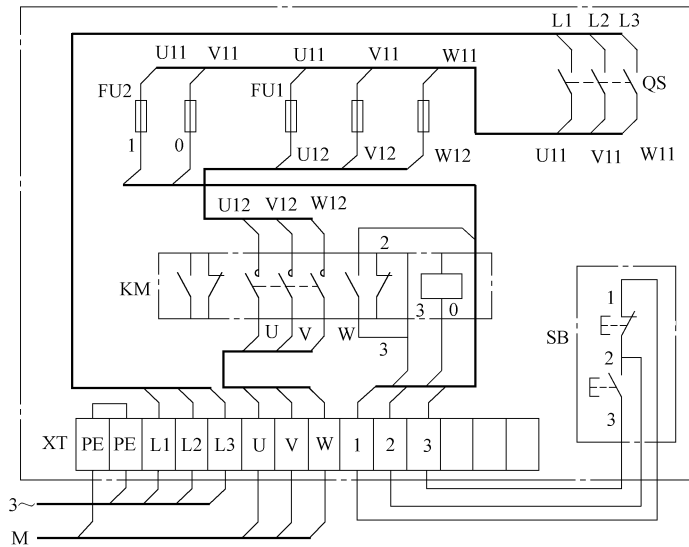 L1 L2 L3
U11 V11 U11 V11 W11
FU2 FU1 QS
1 0
U12 V12 W12 U11 V11 W11
U12 V12 W12
2
KM 3 0
1
U V W SB
3 2
3
XT PE PE L1 L2 L3 U V W 1 2 3
3~
M